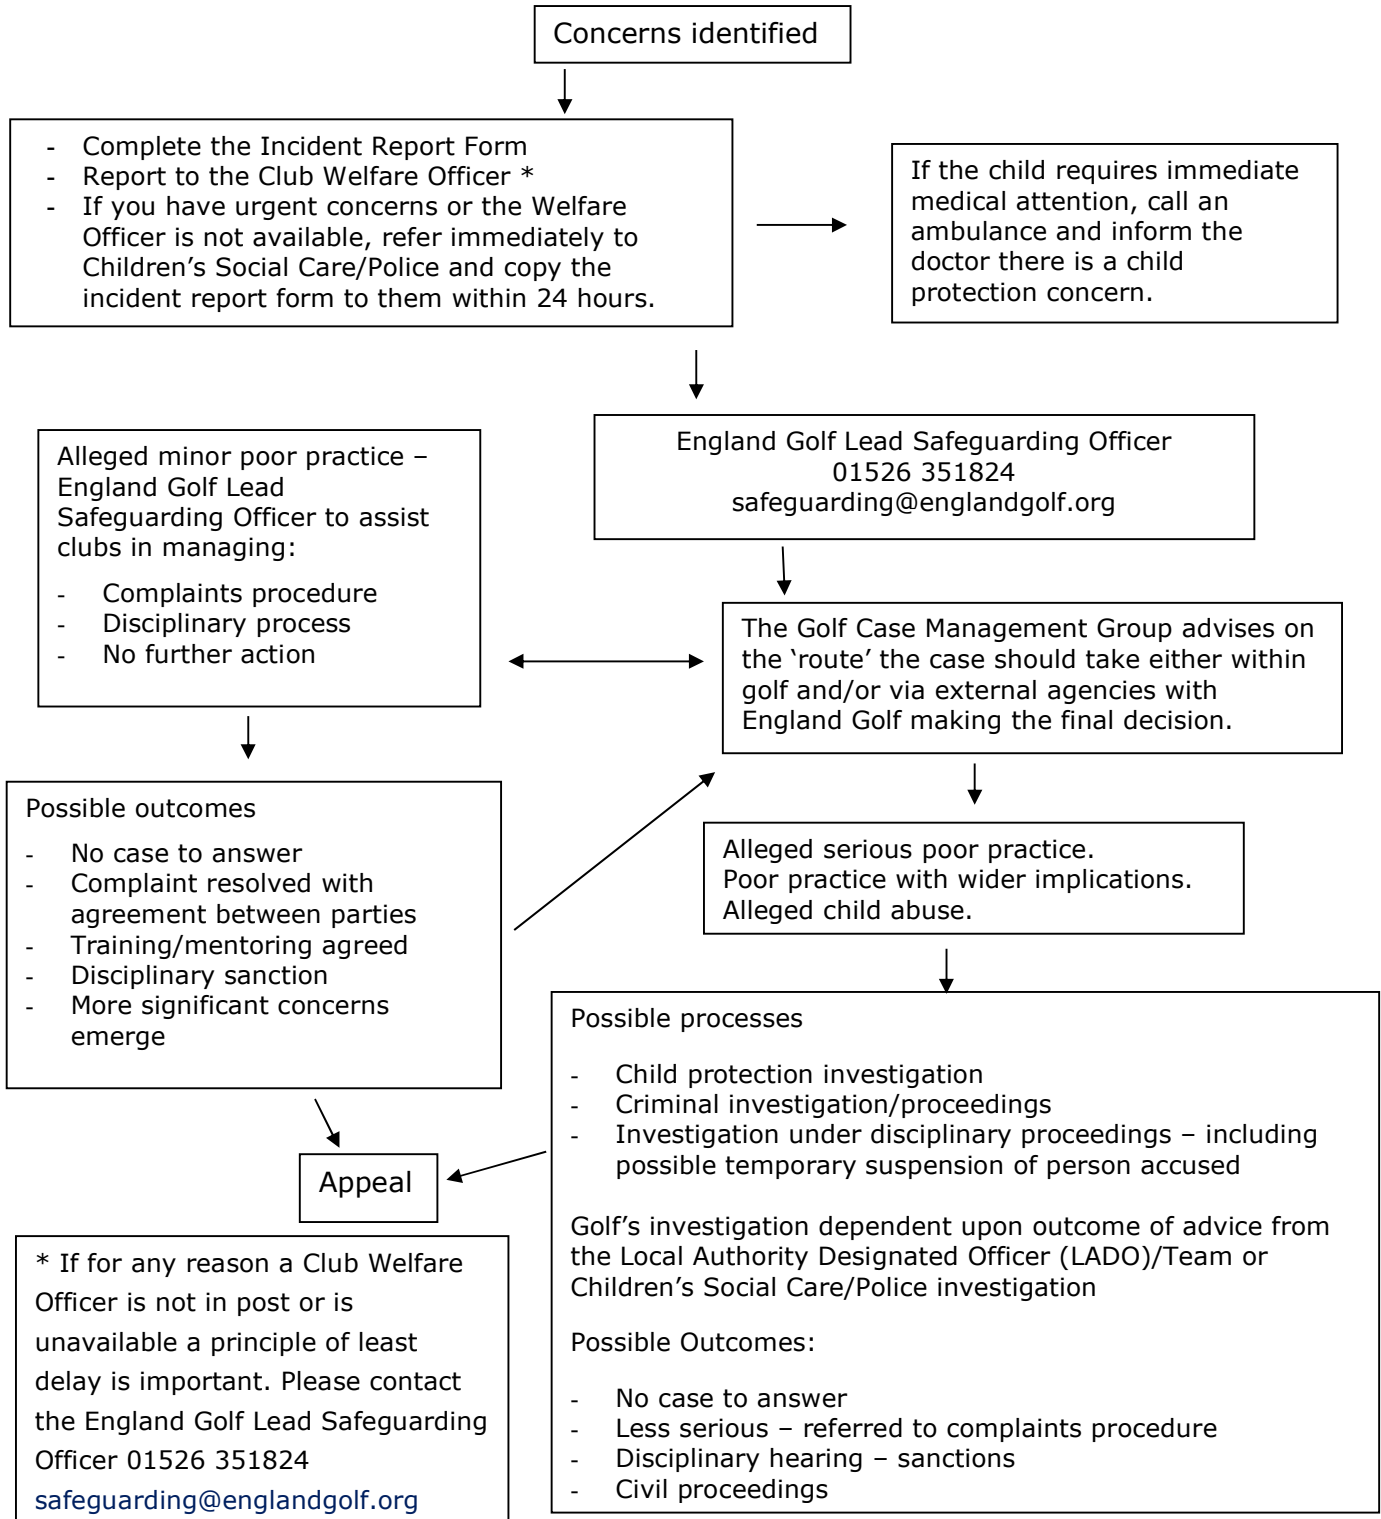 Concerns identified
- Complete the Incident Report Form
- Report to the Club Welfare Officer *
- If you have urgent concerns or the Welfare
Officer is not available, refer immediately to
Children’s Social Care/Police and copy the
incident report form to them within 24 hours.
If the child requires immediate
medical attention, call an
ambulance and inform the
doctor there is a child
protection concern.
England Golf Lead Safeguarding Officer
01526 351824
safeguarding@englandgolf.org
Alleged minor poor practice –
England Golf Lead
Safeguarding Officer to assist
clubs in managing:
- Complaints procedure
- Disciplinary process
- No further action
The Golf Case Management Group advises on
the ‘route’ the case should take either within
golf and/or via external agencies with
England Golf making the final decision.
Possible outcomes
- No case to answer
- Complaint resolved with
agreement between parties
- Training/mentoring agreed
- Disciplinary sanction
- More significant concerns
emerge
Alleged serious poor practice.
Poor practice with wider implications.
Alleged child abuse.
Possible processes
- Child protection investigation
- Criminal investigation/proceedings
- Investigation under disciplinary proceedings – including
possible temporary suspension of person accused
Golf’s investigation dependent upon outcome of advice from
the Local Authority Designated Officer (LADO)/Team or
Children’s Social Care/Police investigation
Possible Outcomes:
- No case to answer
- Less serious – referred to complaints procedure
- Disciplinary hearing – sanctions
- Civil proceedings
Appeal
* If for any reason a Club Welfare
Officer is not in post or is
unavailable a principle of least
delay is important. Please contact
the England Golf Lead Safeguarding
Officer 01526 351824
safeguarding@englandgolf.org